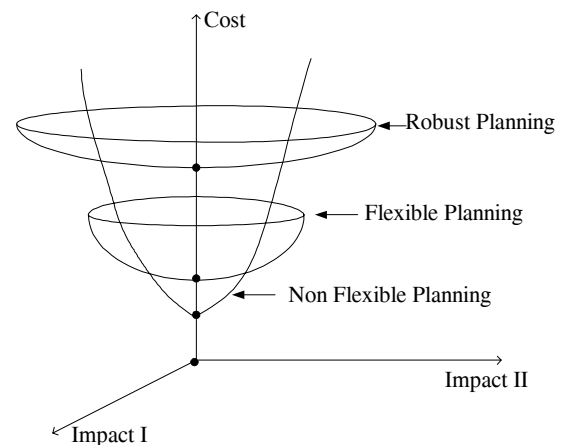 Cost
Robust Planning
Flexible Planning
Non Flexible Planning
Impact II
Impact I